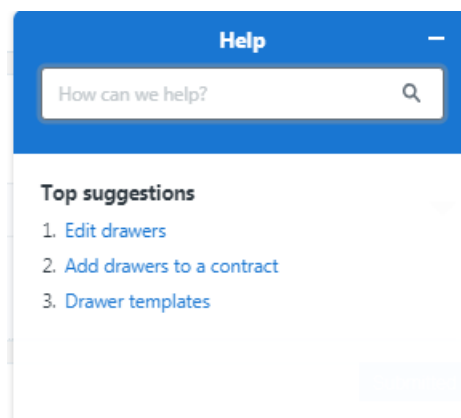 Help
How can we help?
Top suggestions
1. Edit drawers
2. Add drawers to a contract
3. Drawer templates